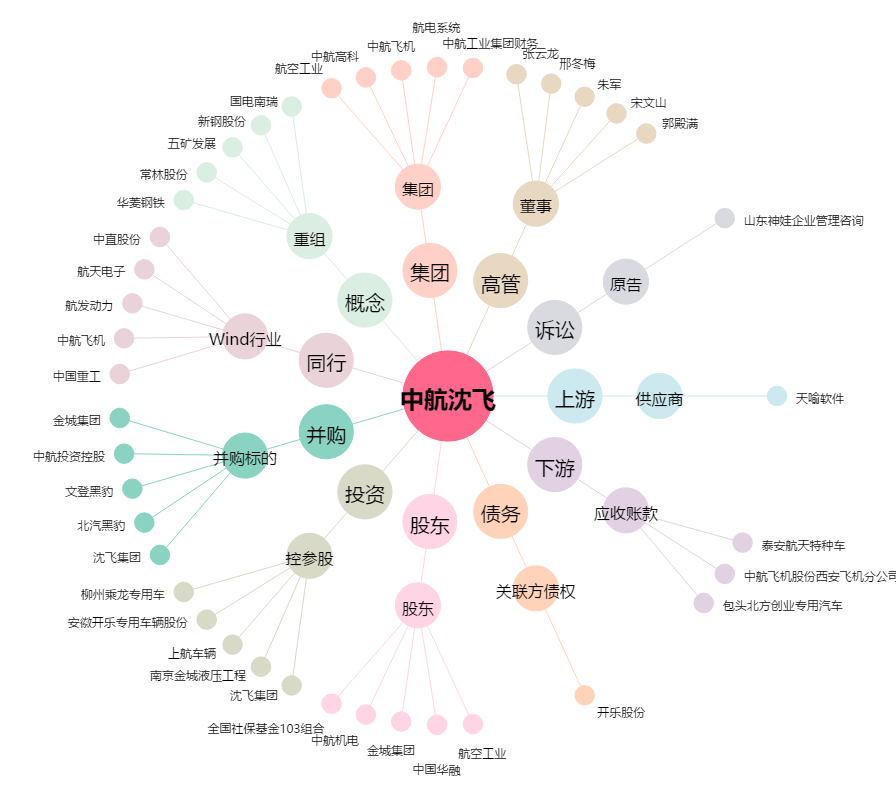 航电系统
中航工业集团财务
中航飞机
中航高科
航空工业
张云龙
邢冬梅
朱军
宋文山
郭殿满
国电南瑞
新钢股份
五矿发展
常林股份
华菱钢铁
集团
董事
山东神娃企业管理咨询
中直股份
重组
航天电子
集团
高管
原告
航发动力
概念
诉讼
中航飞机
Wind行业
同行
中国重工
中航沈飞
上游
供应商
天喻软件
金城集团
并购
中航投资控股
并购标的
下游
文登黑豹
投资
北汽黑豹
股东
债务
应收账款
沈飞集团
控参股
泰安航天特种车
柳州乘龙专用车
关联方债权
中航飞机股份西安飞机分公司
安徽开乐专用车辆股份
股东
包头北方创业专用汽车
上航车辆
南京金城液压工程
沈飞集团
开乐股份
全国社保基金103组合
中航机电
金城集团
航空工业
中国华融